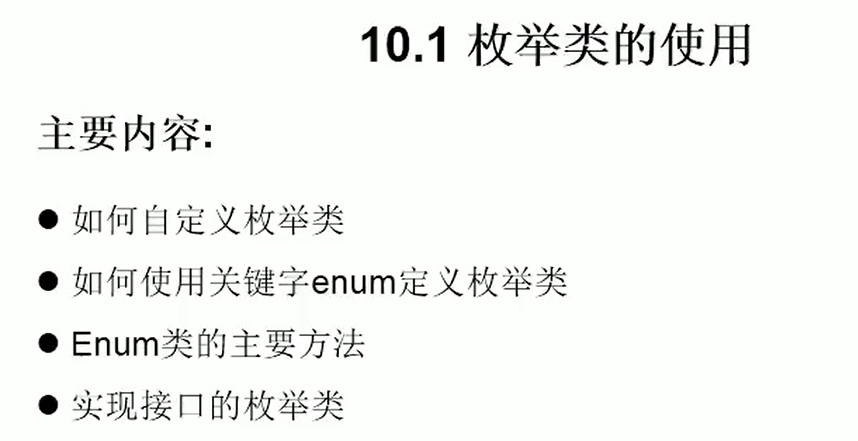 10.1 枚举类的使用
主要内容:
● 如何自定义枚举类
● 如何使用关键字enum定义枚举类
● Enum类的主要方法
● 实现接口的枚举类